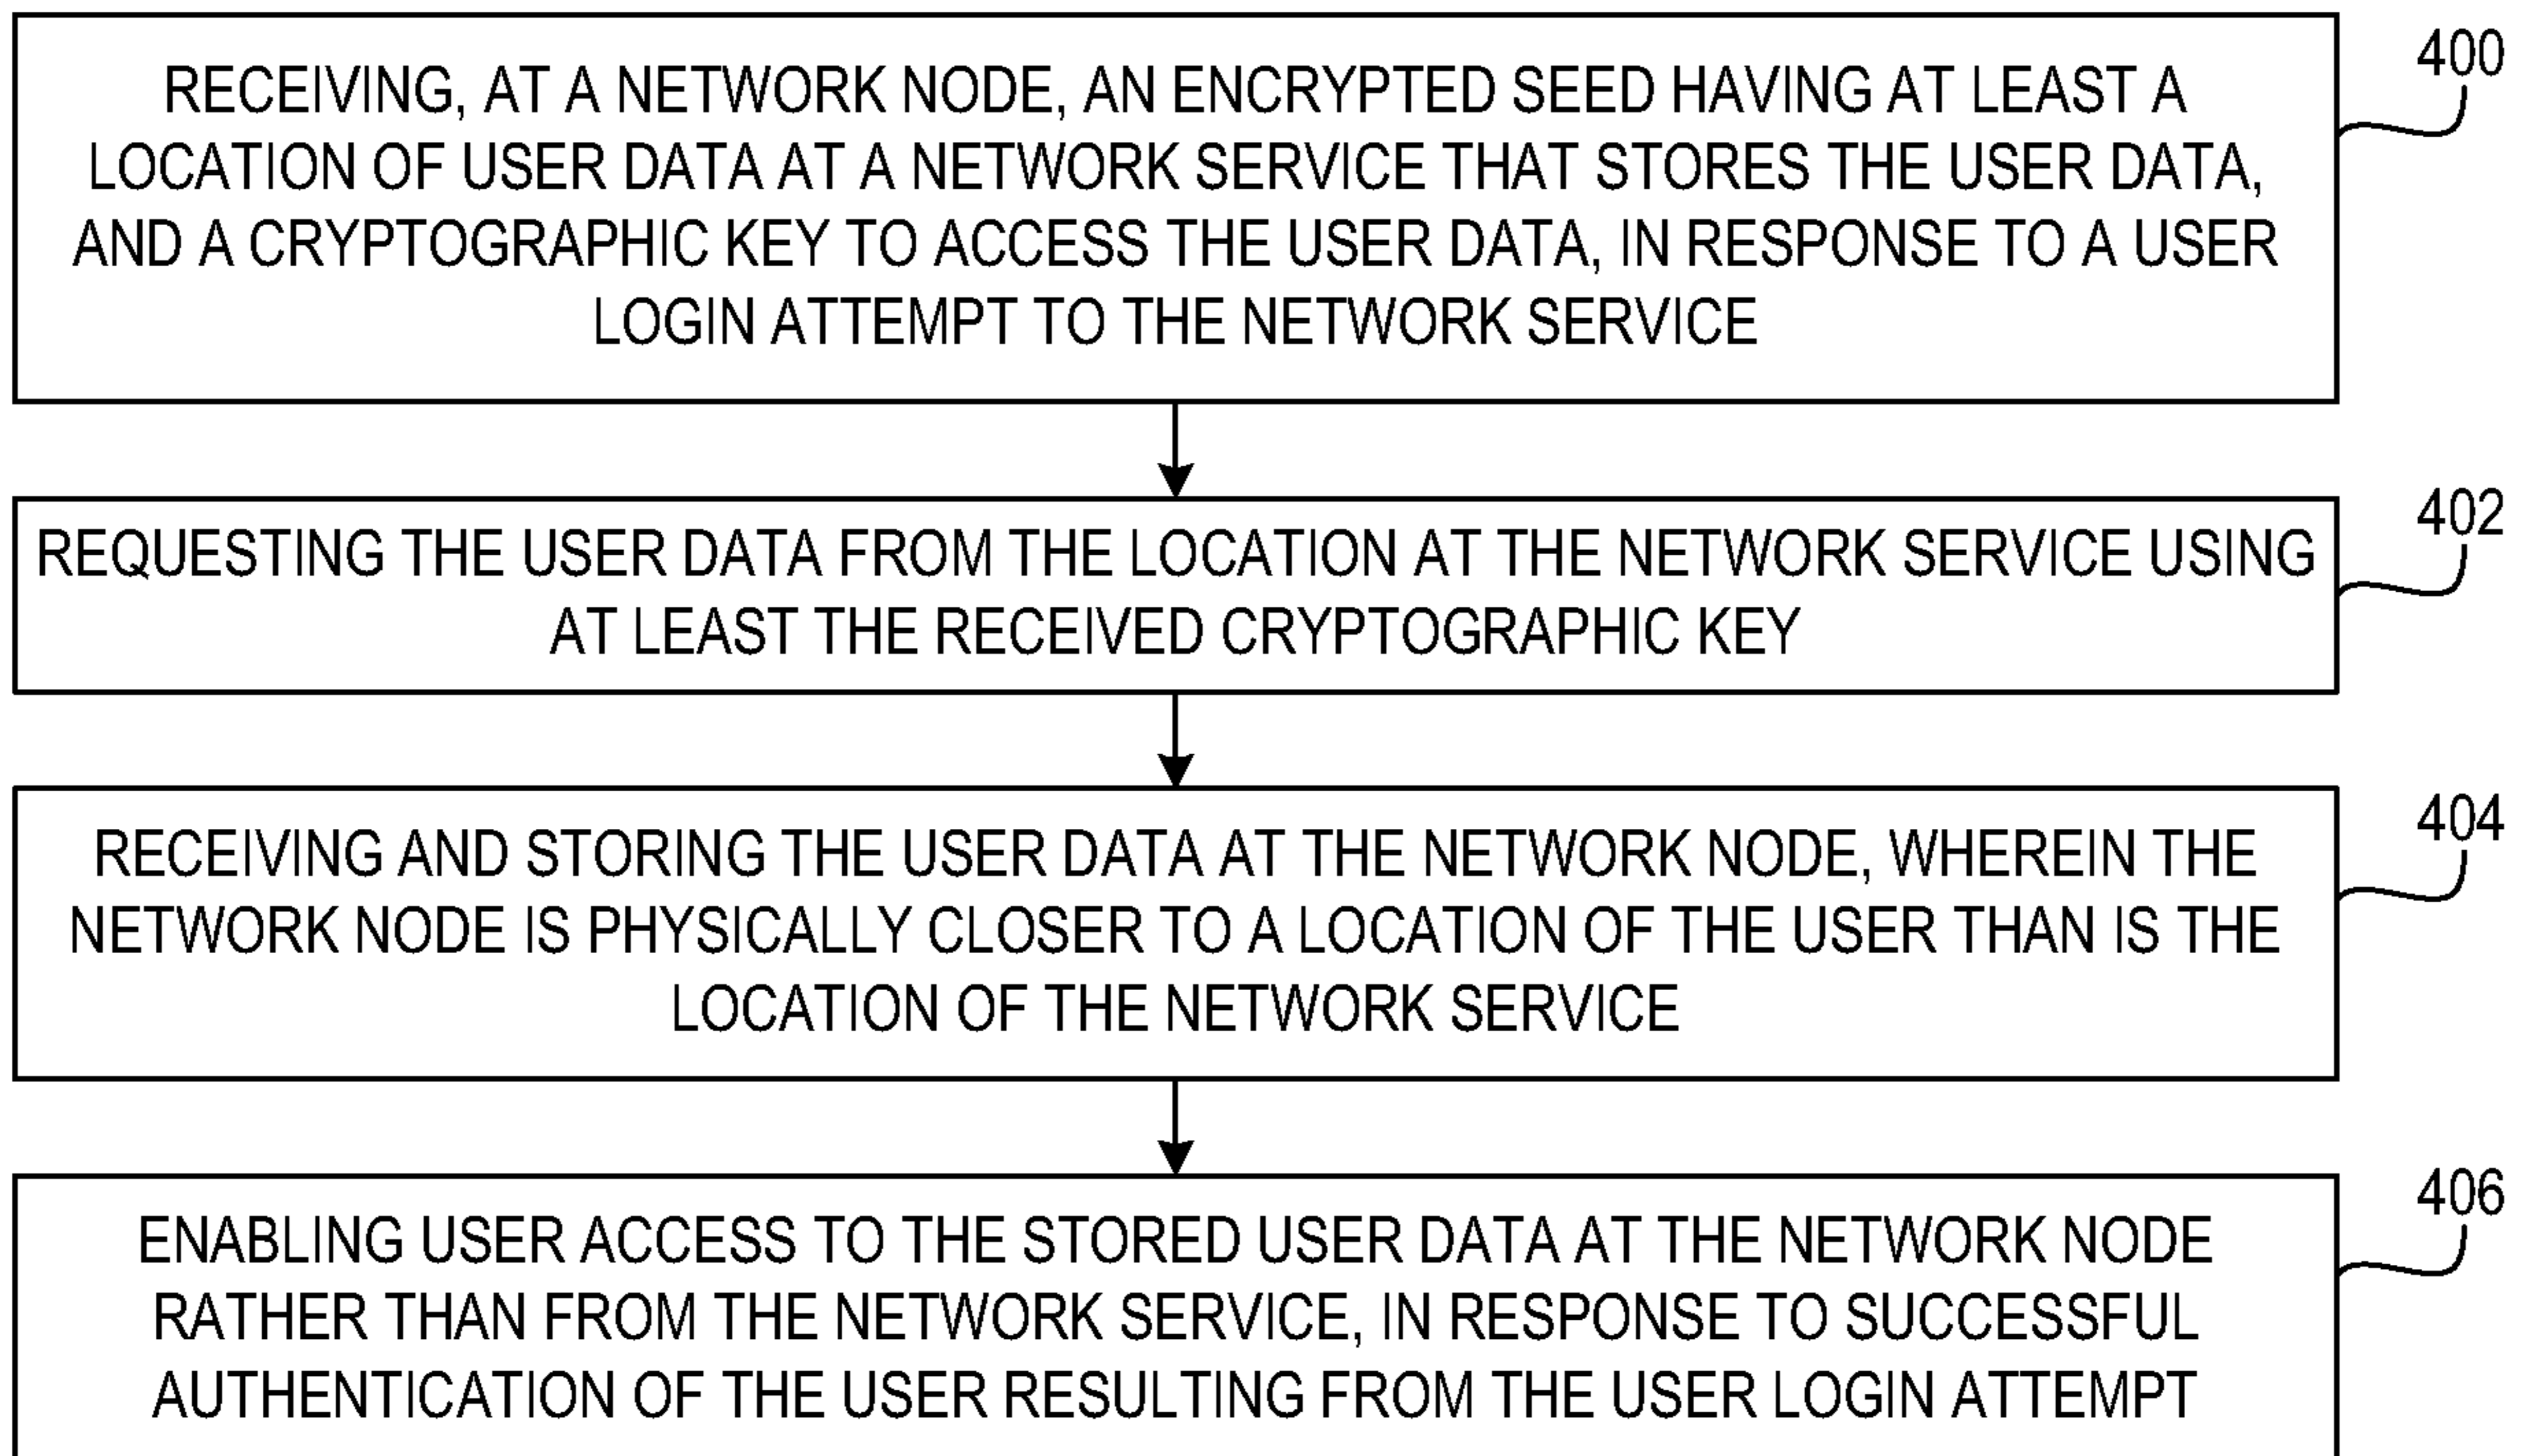 RECEIVING, AT A NETWORK NODE, AN ENCRYPTED SEED HAVING AT LEAST A
LOCATION OF USER DATA AT A NETWORK SERVICE THAT STORES THE USER DATA,
AND A CRYPTOGRAPHIC KEY TO ACCESS THE USER DATA, IN RESPONSE TO A USER
LOGIN ATTEMPT TO THE NETWORK SERVICE
400
REQUESTING THE USER DATA FROM THE LOCATION AT THE NETWORK SERVICE USING
AT LEAST THE RECEIVED CRYPTOGRAPHIC KEY
402
RECEIVING AND STORING THE USER DATA AT THE NETWORK NODE, WHEREIN THE
NETWORK NODE IS PHYSICALLY CLOSER TO A LOCATION OF THE USER THAN IS THE
LOCATION OF THE NETWORK SERVICE
404
ENABLING USER ACCESS TO THE STORED USER DATA AT THE NETWORK NODE
RATHER THAN FROM THE NETWORK SERVICE, IN RESPONSE TO SUCCESSFUL
AUTHENTICATION OF THE USER RESULTING FROM THE USER LOGIN ATTEMPT
406